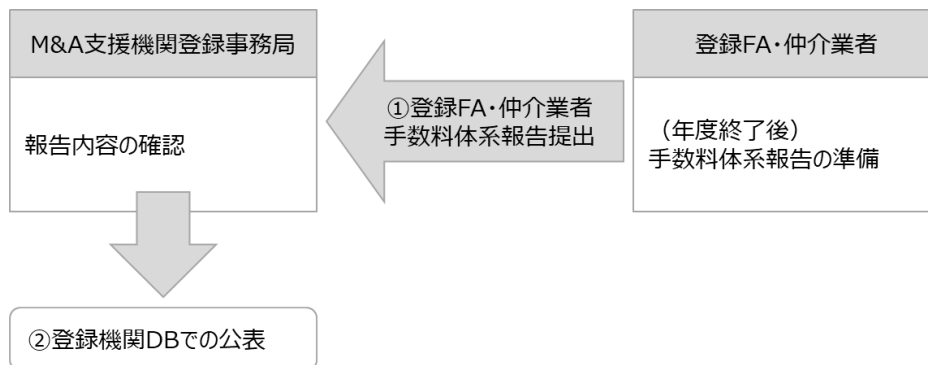 M&A支援機関登録事務局
報告内容の確認
①登録FA・仲介業者
手数料体系報告提出
登録FA・仲介業者
（年度終了後）
手数料体系報告の準備
②登録機関DBでの公表